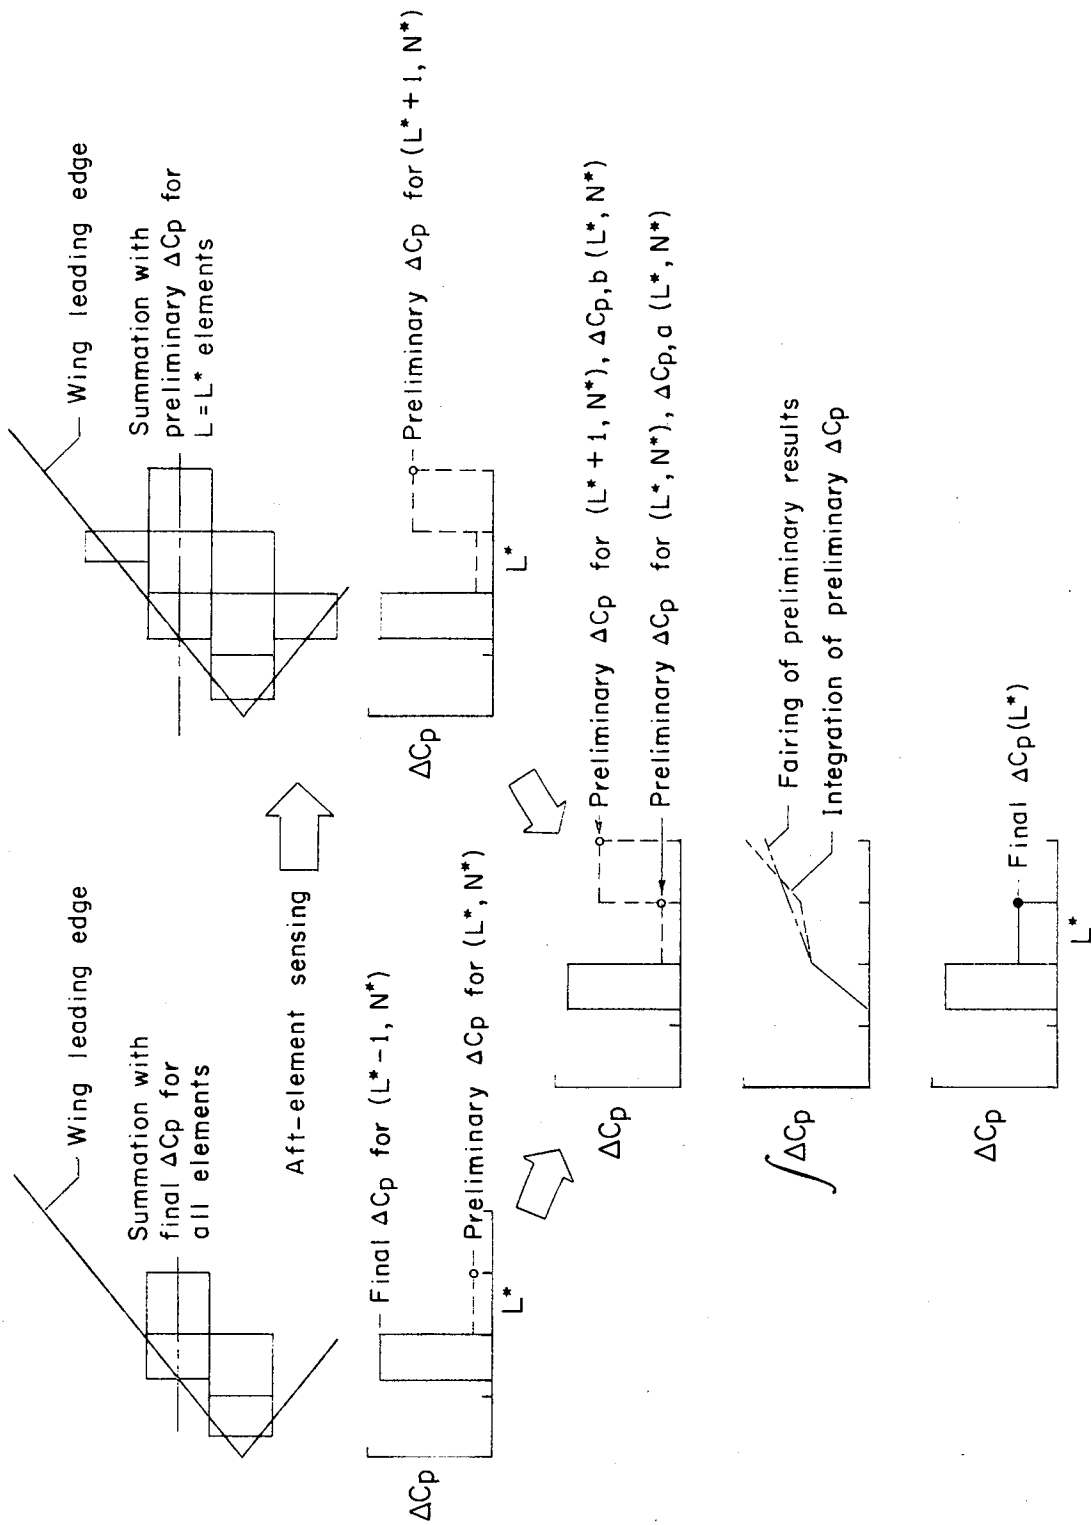 Wing leading edge
Summation with
final ΔCp for
all elements
Aft-element sensing
Wing leading edge
Summation with
preliminary ΔCp for
L=L* elements
ΔCp
Final ΔCp for (L*-1, N*)
Preliminary ΔCp for (L*, N*)
L*
ΔCp
Preliminary ΔCp for (L*+1, N*)
L*
ΔCp
Preliminary ΔCp for (L*+1, N*), ΔCp,b (L*, N*)
Preliminary ΔCp for (L*, N*), ΔCp,a (L*, N*)
∫ΔCp
Fairing of preliminary results
Integration of preliminary ΔCp
ΔCp
Final ΔCp(L*)
L*